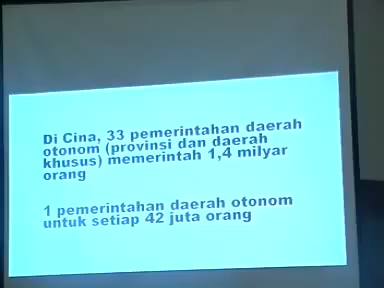 Di Cina, 33 pemerintahan daerah
otonom (provinsi dan daerah
khusus) memerintah 1,4 milyar
orang
1 pemerintahan daerah otonom
untuk setiap 42 juta orang